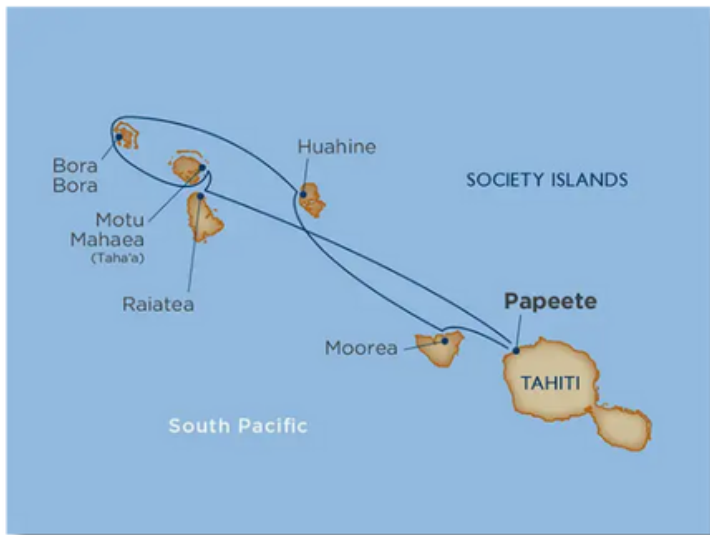 Huahine
SOCIETY ISLANDS
Bora
Bora
Motu
Mahaea
(Taha'a)
Raiatea
Papeete
Moorea
TAHITI
South Pacific